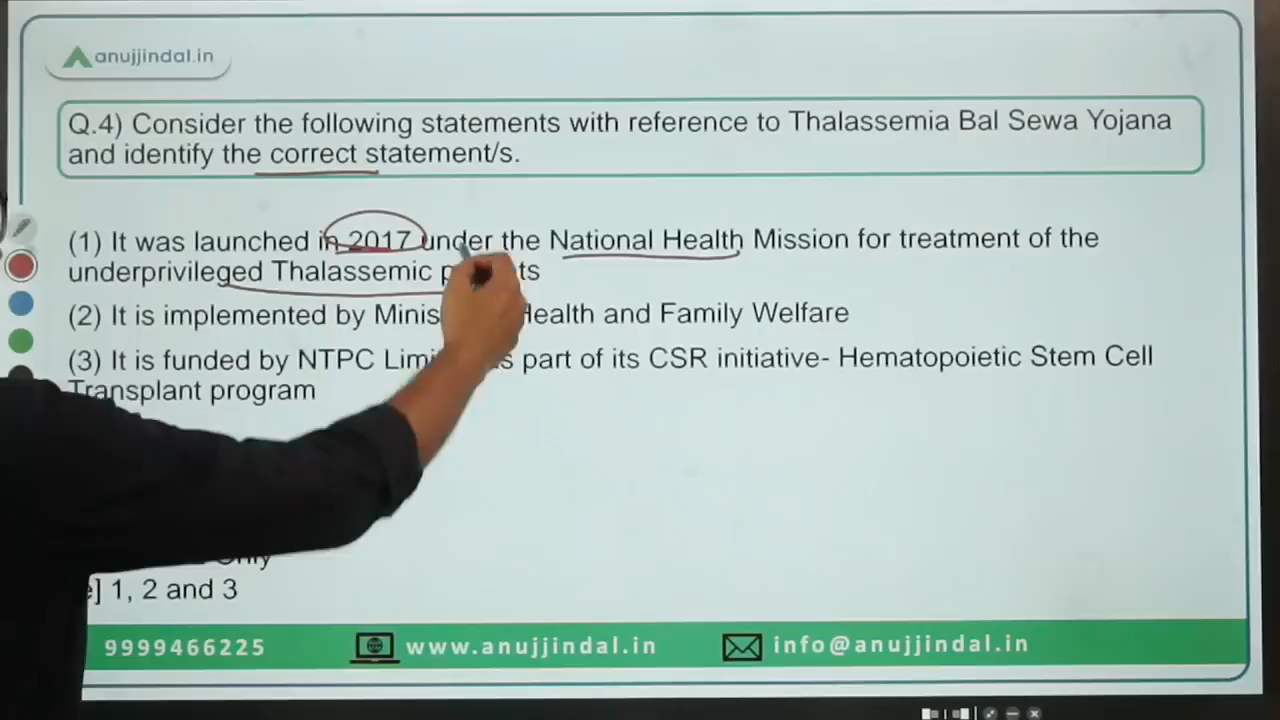 anujjindal.in
Q.4) Consider the following statements with reference to Thalassemia Bal Sewa Yojana
and identify the correct statement/s.
(1) It was launched in 2017 under the National Health Mission for treatment of the
underprivileged Thalassemic
(2) It is implemented by Health and Family Welfare
(3) It is funded by NTPC part of its CSR initiative- Hematopoietic Stem Cell
Transplant program
Only
e] 1, 2 and 3
9999466225 www.anujjindal.in info@anujjindal.in